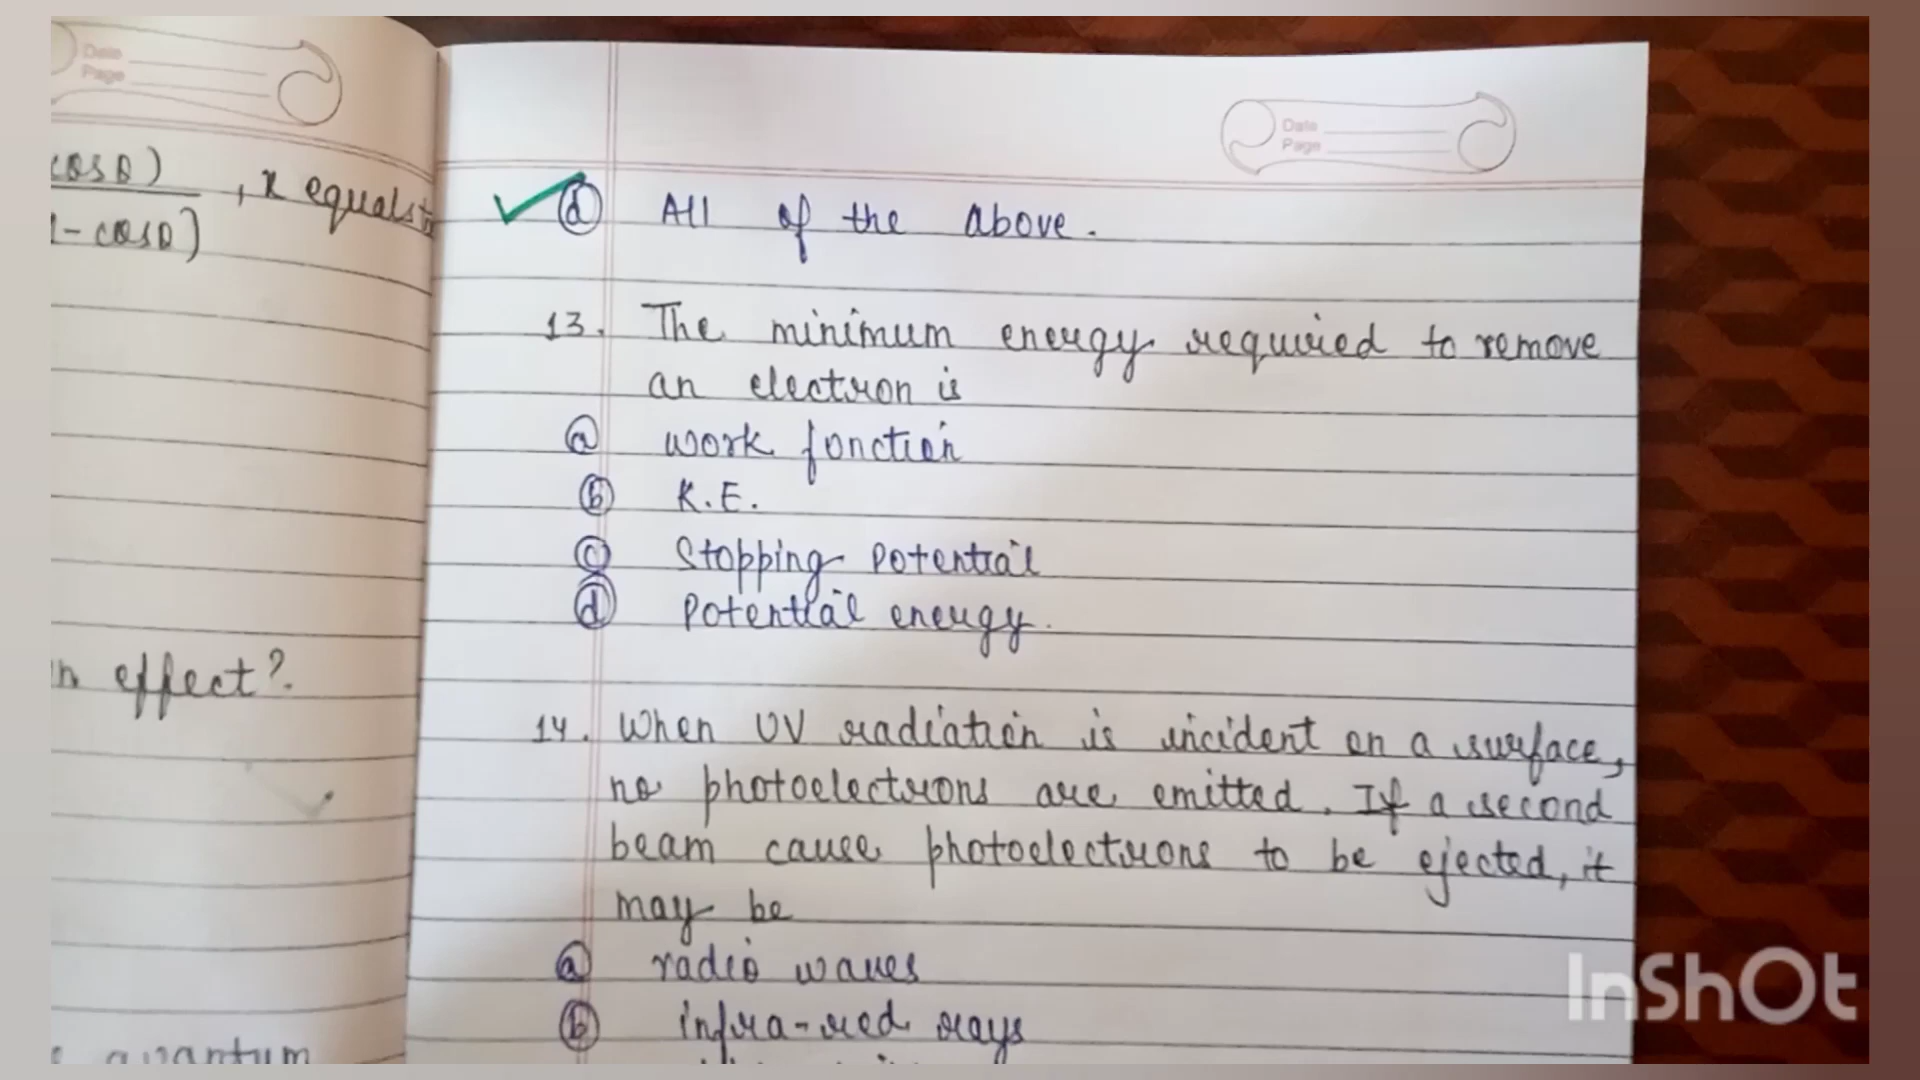 Date
Page
cosθ)
1-cosθ)
, x equals to
n effect?
quantum
Date
Page
(d) All of the above.
13. The minimum energy required to remove
an electron is
(a) work fonction
(b) K.E.
(c) Stopping potential
(d) potential energy.
14. When UV radiation is incident on a surface,
no photoelectrons are emitted. If a second
beam cause photoelectrons to be ejected, it
may be
(a) radio waves
(b) infra-red rays
InShOt